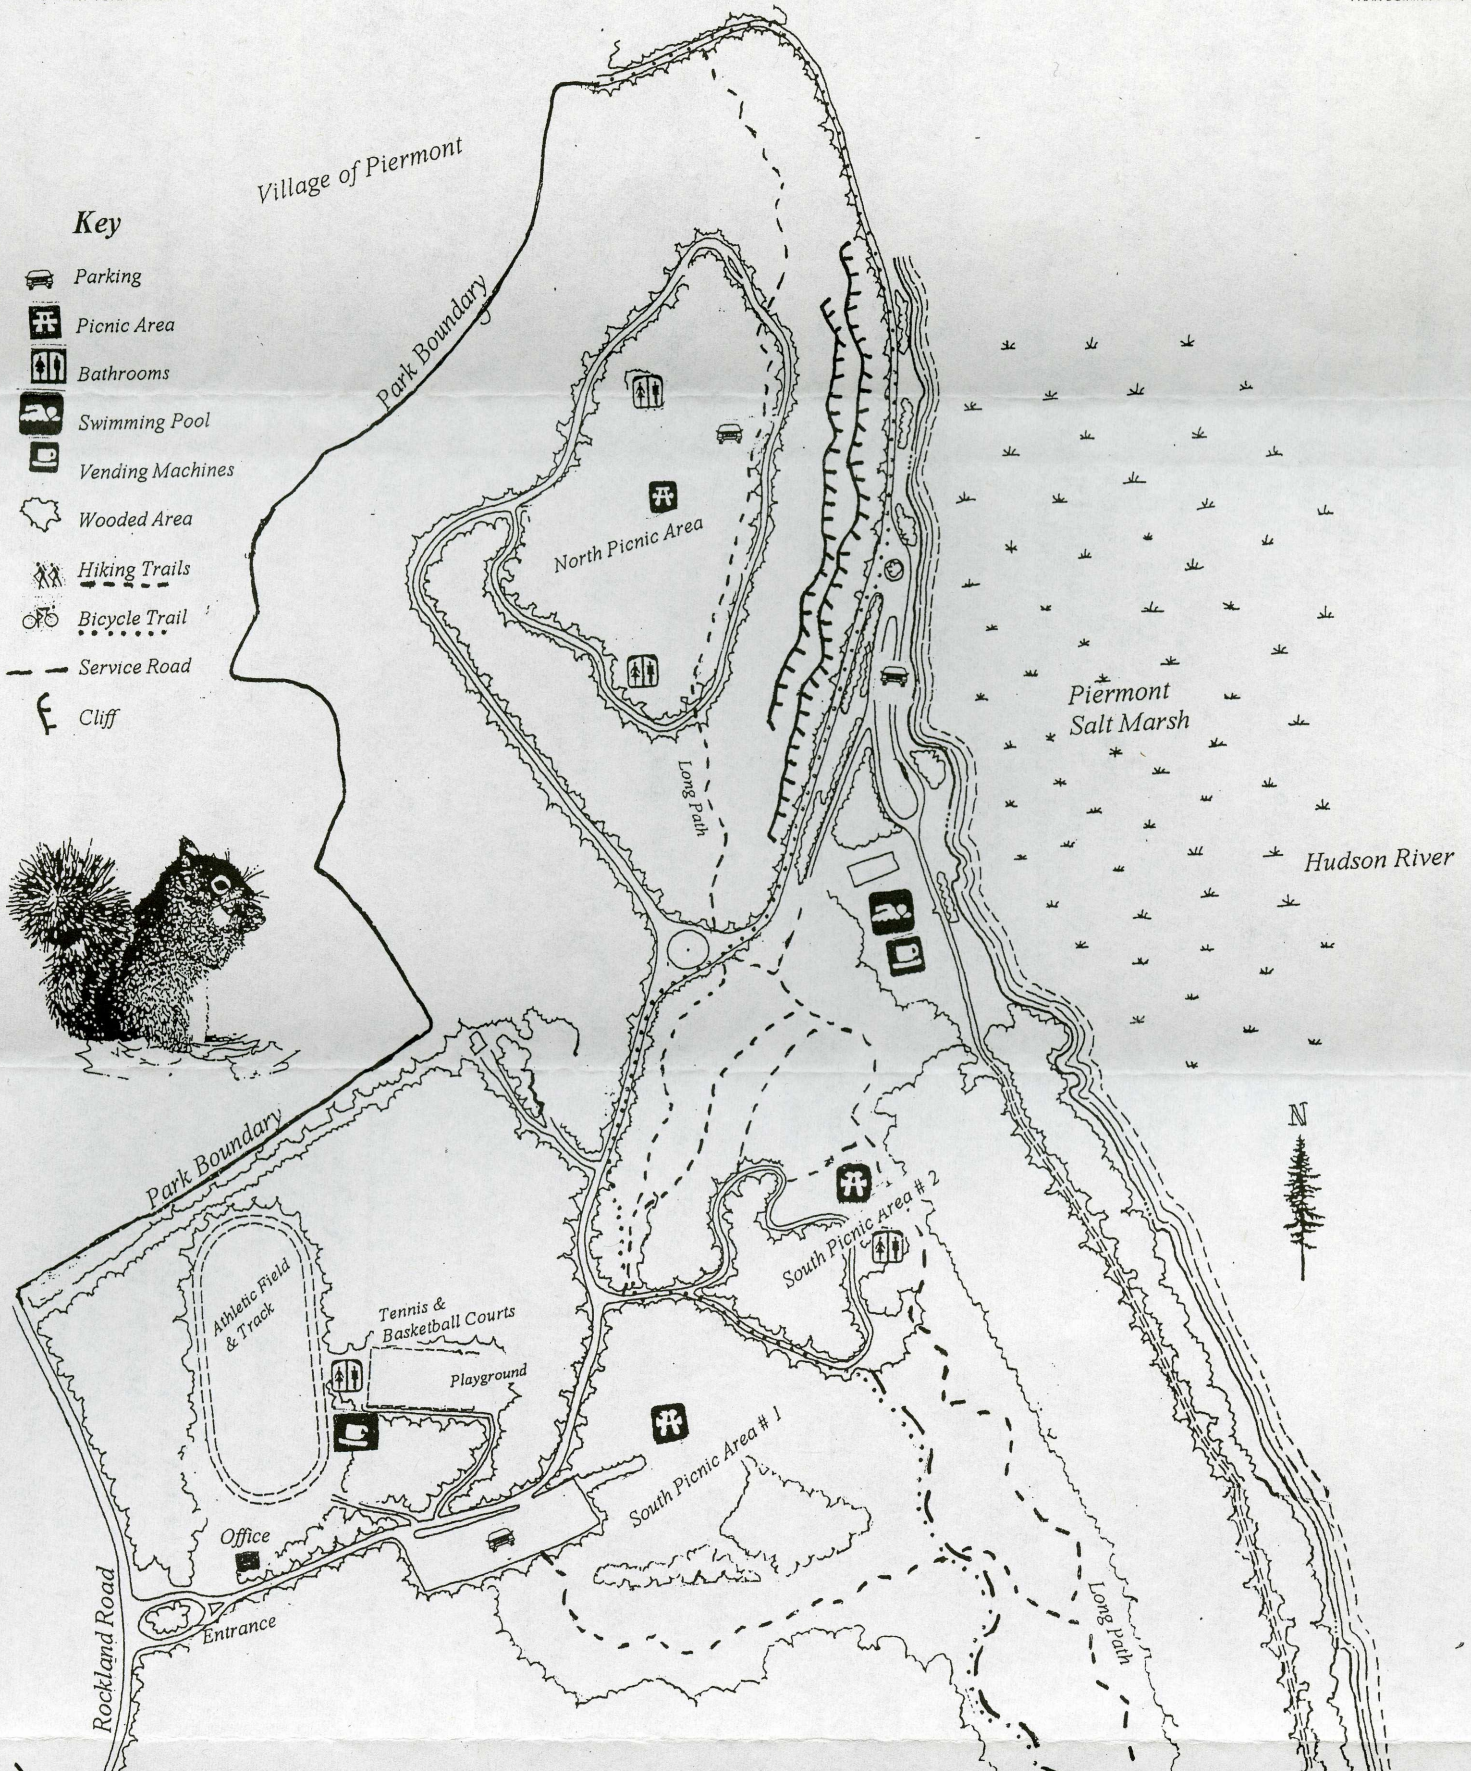 Village of Piermont
Key
Parking
Picnic Area
Bathrooms
Swimming Pool
Vending Machines
Wooded Area
Hiking Trails
Bicycle Trail
Service Road
Cliff
Park Boundary
North Picnic Area
Long Path
Piermont
Salt Marsh
Hudson River
N
Park Boundary
South Picnic Area # 2
Athletic Field
& Track
Tennis &
Basketball Courts
Playground
South Picnic Area # 1
Office
Entrance
Rockland Road
Long Path